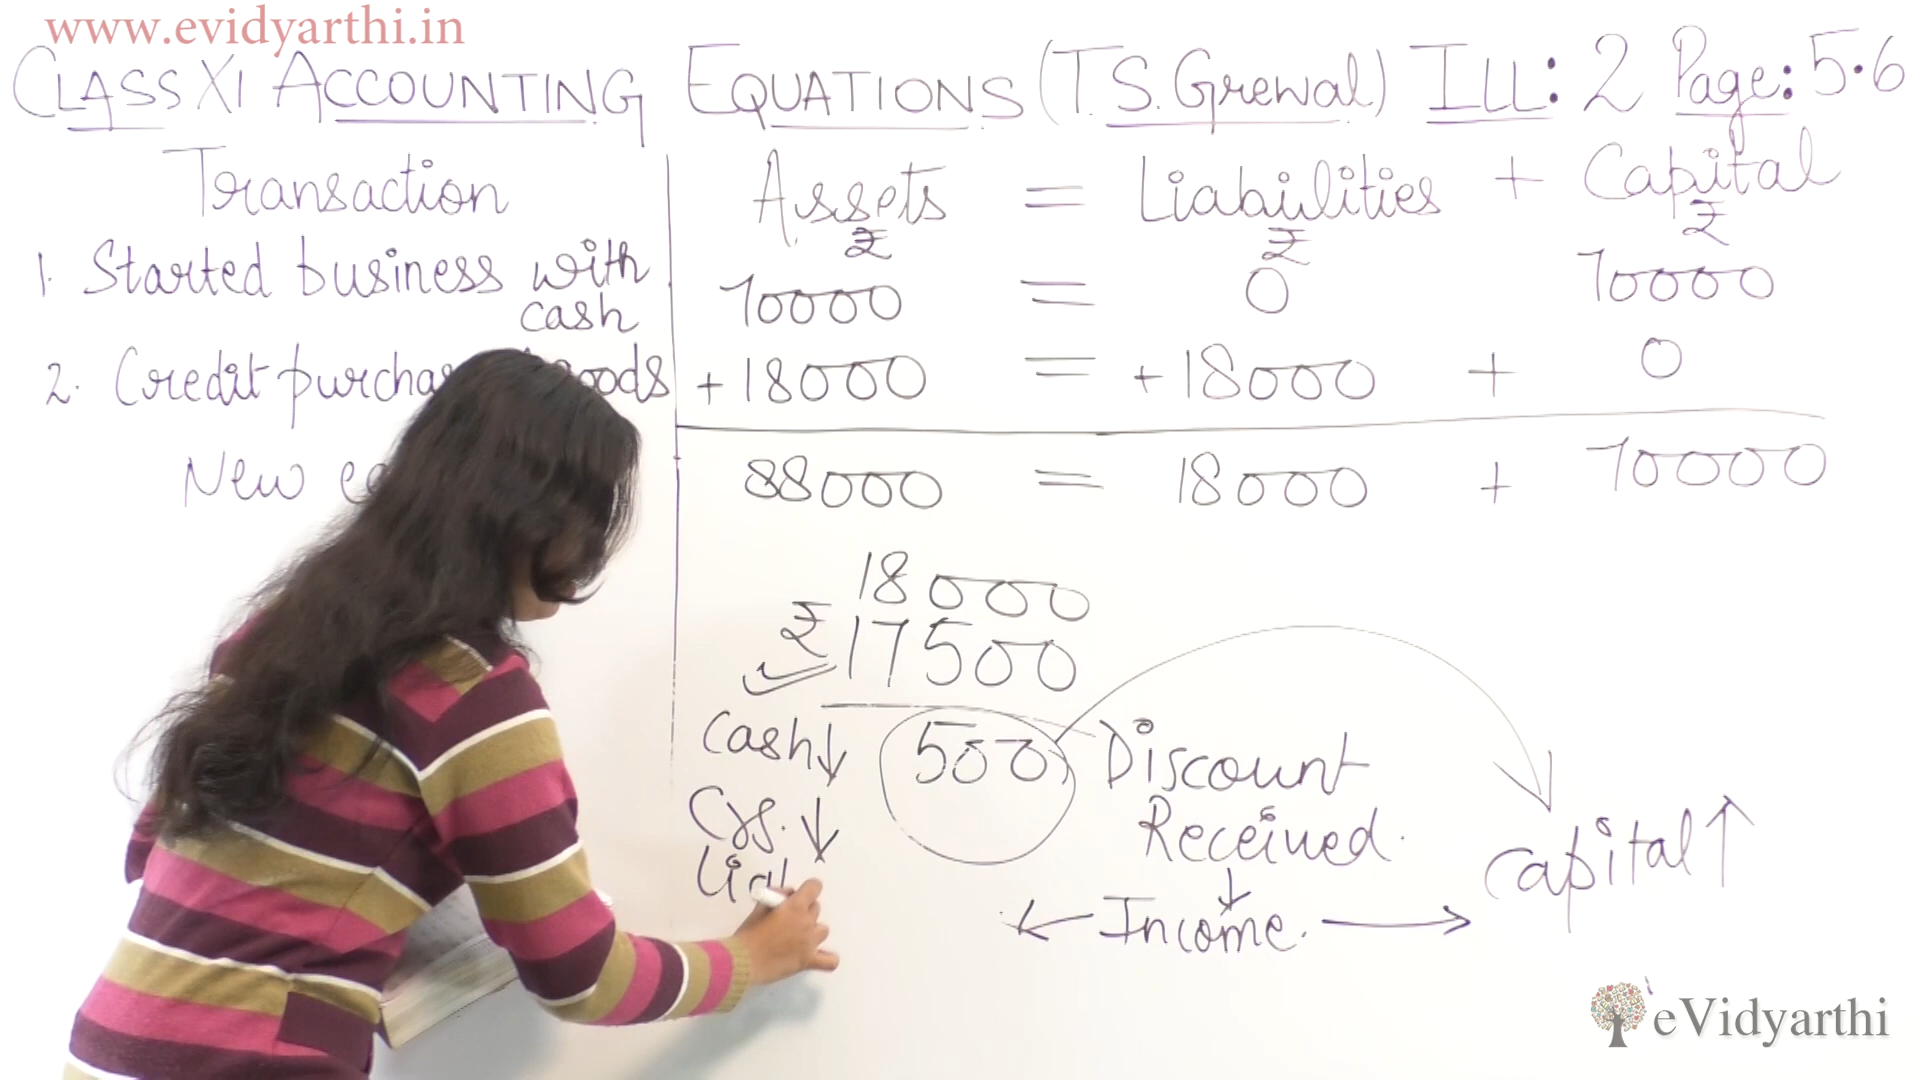 www.evidyarthi.in
CLASS XI ACCOUNTING EQUATIONS (T.S. Grewal) ILL: 2 Page: 5.6
Transaction Assets = Liabilities + Capital
₹ ₹ ₹
1. Started business with 70000 = 0 70000
cash
2. Credit goods +18000 = +18000 + 0
New 88000 = 18000 + 70000
18000
₹ 17500
Cash ↓ 500 Discount
Crs. ↓ Received.
↓ Capital ↑
← Income. →
eVidyarthi